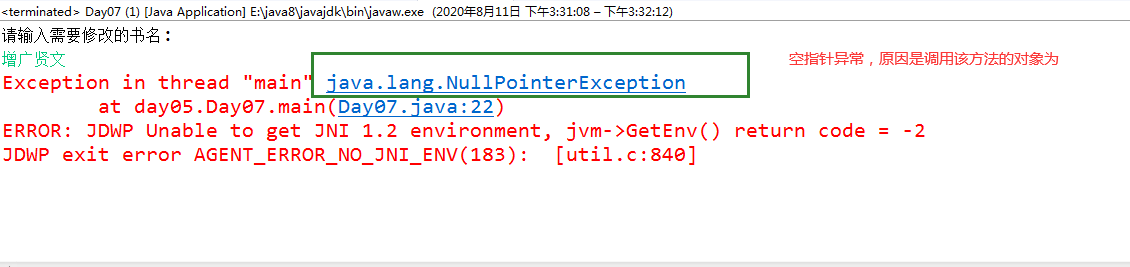 <terminated> Day07 (1) [Java Application] E:\java8\javajdk\bin\javaw.exe (2020年8月11日 下午3:31:08 – 下午3:32:12)
请输入需要修改的书名：
增广贤文
空指针异常，原因是调用该方法的对象为
Exception in thread "main" java.lang.NullPointerException
at day05.Day07.main(Day07.java:22)
ERROR: JDWP Unable to get JNI 1.2 environment, jvm->GetEnv() return code = -2
JDWP exit error AGENT_ERROR_NO_JNI_ENV(183): [util.c:840]